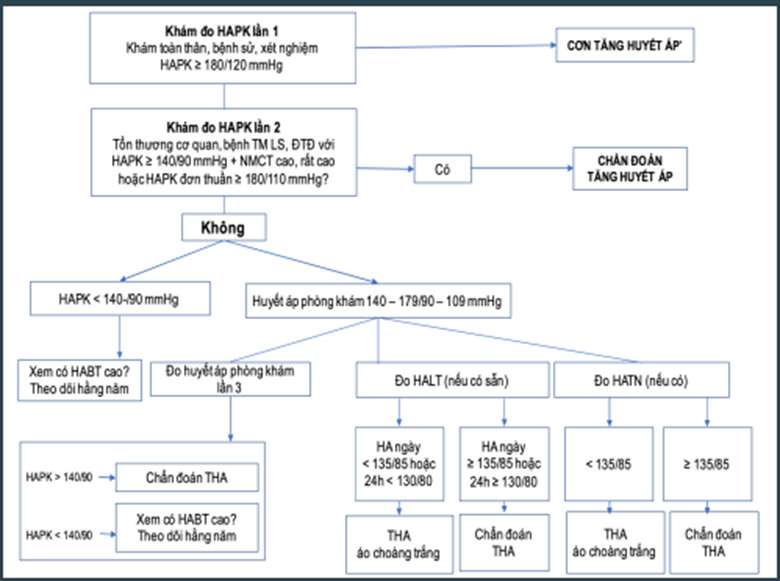 Khám đo HAPK lần 1
Khám toàn thân, bệnh sử, xét nghiệm
HAPK ≥ 180/120 mmHg
CƠN TĂNG HUYẾT ÁP'
Khám đo HAPK lần 2
Tổn thương cơ quan, bệnh TM LS, ĐTĐ với
HAPK ≥ 140/90 mmHg + NMCT cao, rất cao
hoặc HAPK đơn thuần ≥ 180/110 mmHg?
Có
CHẨN ĐOÁN
TĂNG HUYẾT ÁP
Không
HAPK < 140-/90 mmHg
Huyết áp phòng khám 140 – 179/90 – 109 mmHg
Xem có HABT cao?
Theo dõi hằng năm
Đo huyết áp phòng khám
lần 3
Đo HALT (nếu có sẵn)
Đo HATN (nếu có)
HA ngày
< 135/85 hoặc
24h < 130/80
HA ngày
≥ 135/85 hoặc
24h ≥ 130/80
< 135/85
≥ 135/85
HAPK > 140/90
Chẩn đoán THA
HAPK < 140/90
Xem có HABT cao?
Theo dõi hằng năm
THA
áo choàng trắng
Chẩn đoán
THA
THA
áo choàng trắng
Chẩn đoán
THA